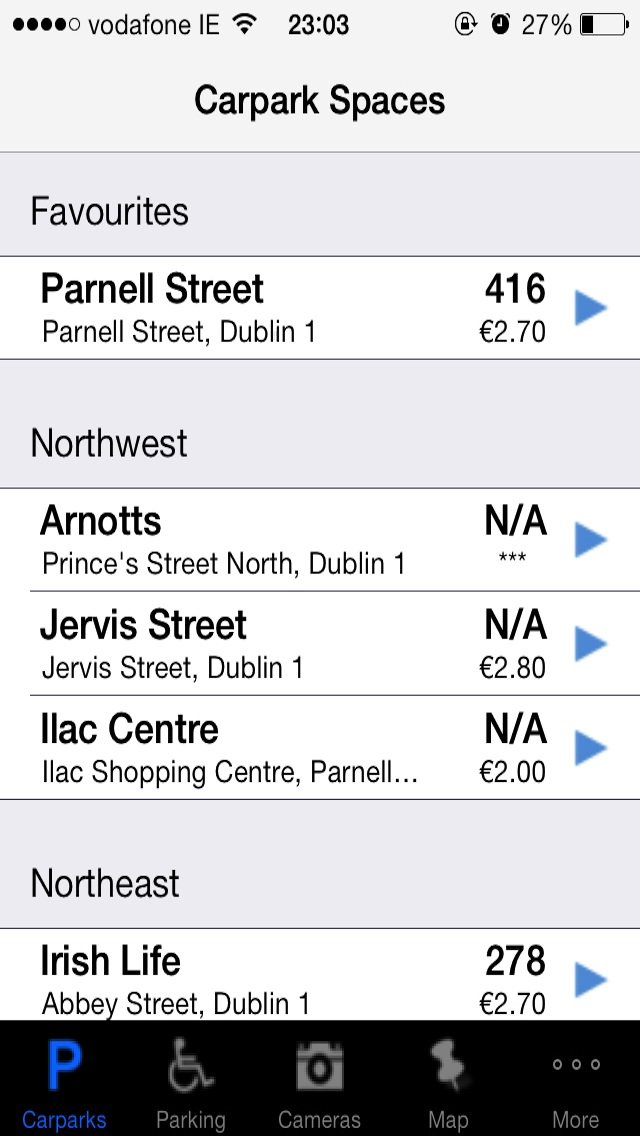 vodafone IE 23:03 27%
Carpark Spaces
Favourites
Parnell Street 416
Parnell Street, Dublin 1 €2.70
Northwest
Arnotts N/A
Prince's Street North, Dublin 1 ***
Jervis Street N/A
Jervis Street, Dublin 1 €2.80
Ilac Centre N/A
Ilac Shopping Centre, Parnell... €2.00
Northeast
Irish Life 278
Abbey Street, Dublin 1 €2.70
P
Carparks Parking Cameras Map More